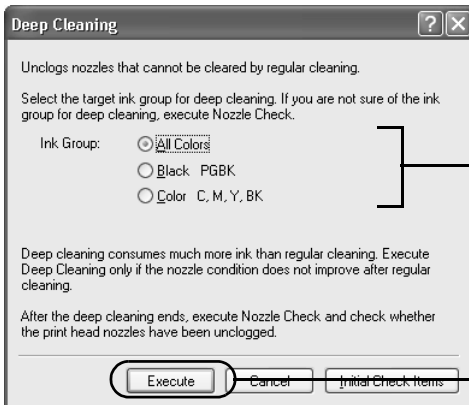 Deep Cleaning
Unclogs nozzles that cannot be cleared by regular cleaning.
Select the target ink group for deep cleaning. If you are not sure of the ink
group for deep cleaning, execute Nozzle Check.
Ink Group: All Colors
Black PGBK
Color C, M, Y, BK
Deep cleaning consumes much more ink than regular cleaning. Execute
Deep Cleaning only if the nozzle condition does not improve after regular
cleaning.
After the deep cleaning ends, execute Nozzle Check and check whether
the print head nozzles have been unclogged.
Execute Cancel Initial Check Items